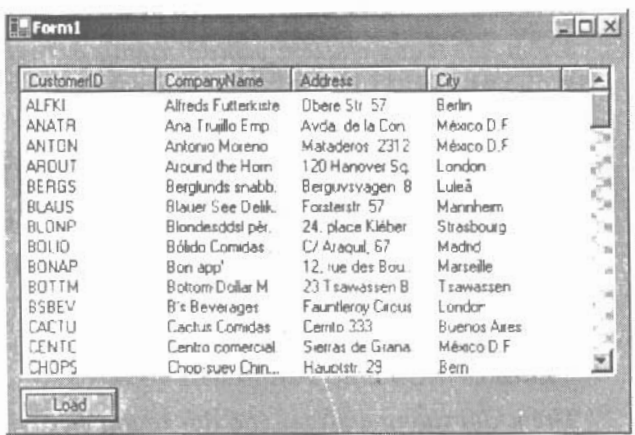 Form1
CustomerID CompanyName Address City
ALFKI Alfreds Futterkiste Obere Str. 57 Berlin
ANATR Ana Trujillo Emp. Avda. de la Con México D.F
ANTON Antonio Moreno Mataderos 2312 México D.F
AROUT Around the Horn 120 Hanover Sq. London
BERGS Berglunds snabb. Berguvsvagen 8 Luleå
BLAUS Blauer See Delik. Forsterstr 57 Mannheim
BLONP Blondesddsl pèr. 24, place Kléber Strasbourg
BOLID Bólido Comidas C/ Araquil, 67 Madrid
BONAP Bon app' 12, rue des Bou. Marseille
BOTTM Bottom Dollar M 23 Tsawassen B Tsawassen
BSBEV B's Beverages Fauntleroy Circus London
CACTU Cactus Comidas Cerrito 333 Buenos Aires
CENTC Centro comercial Sierras de Grana. México D.F
CHOPS Chop-suey Chin... Hauptstr. 29 Bern
Load